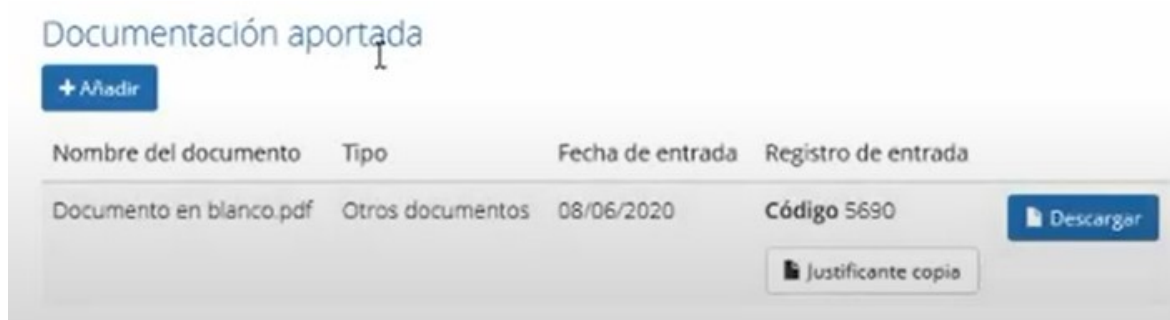 Documentación aportada
+ Añadir
Nombre del documento Tipo Fecha de entrada Registro de entrada
Documento en blanco.pdf Otros documentos 08/06/2020 Código 5690 Descargar
Justificante copia